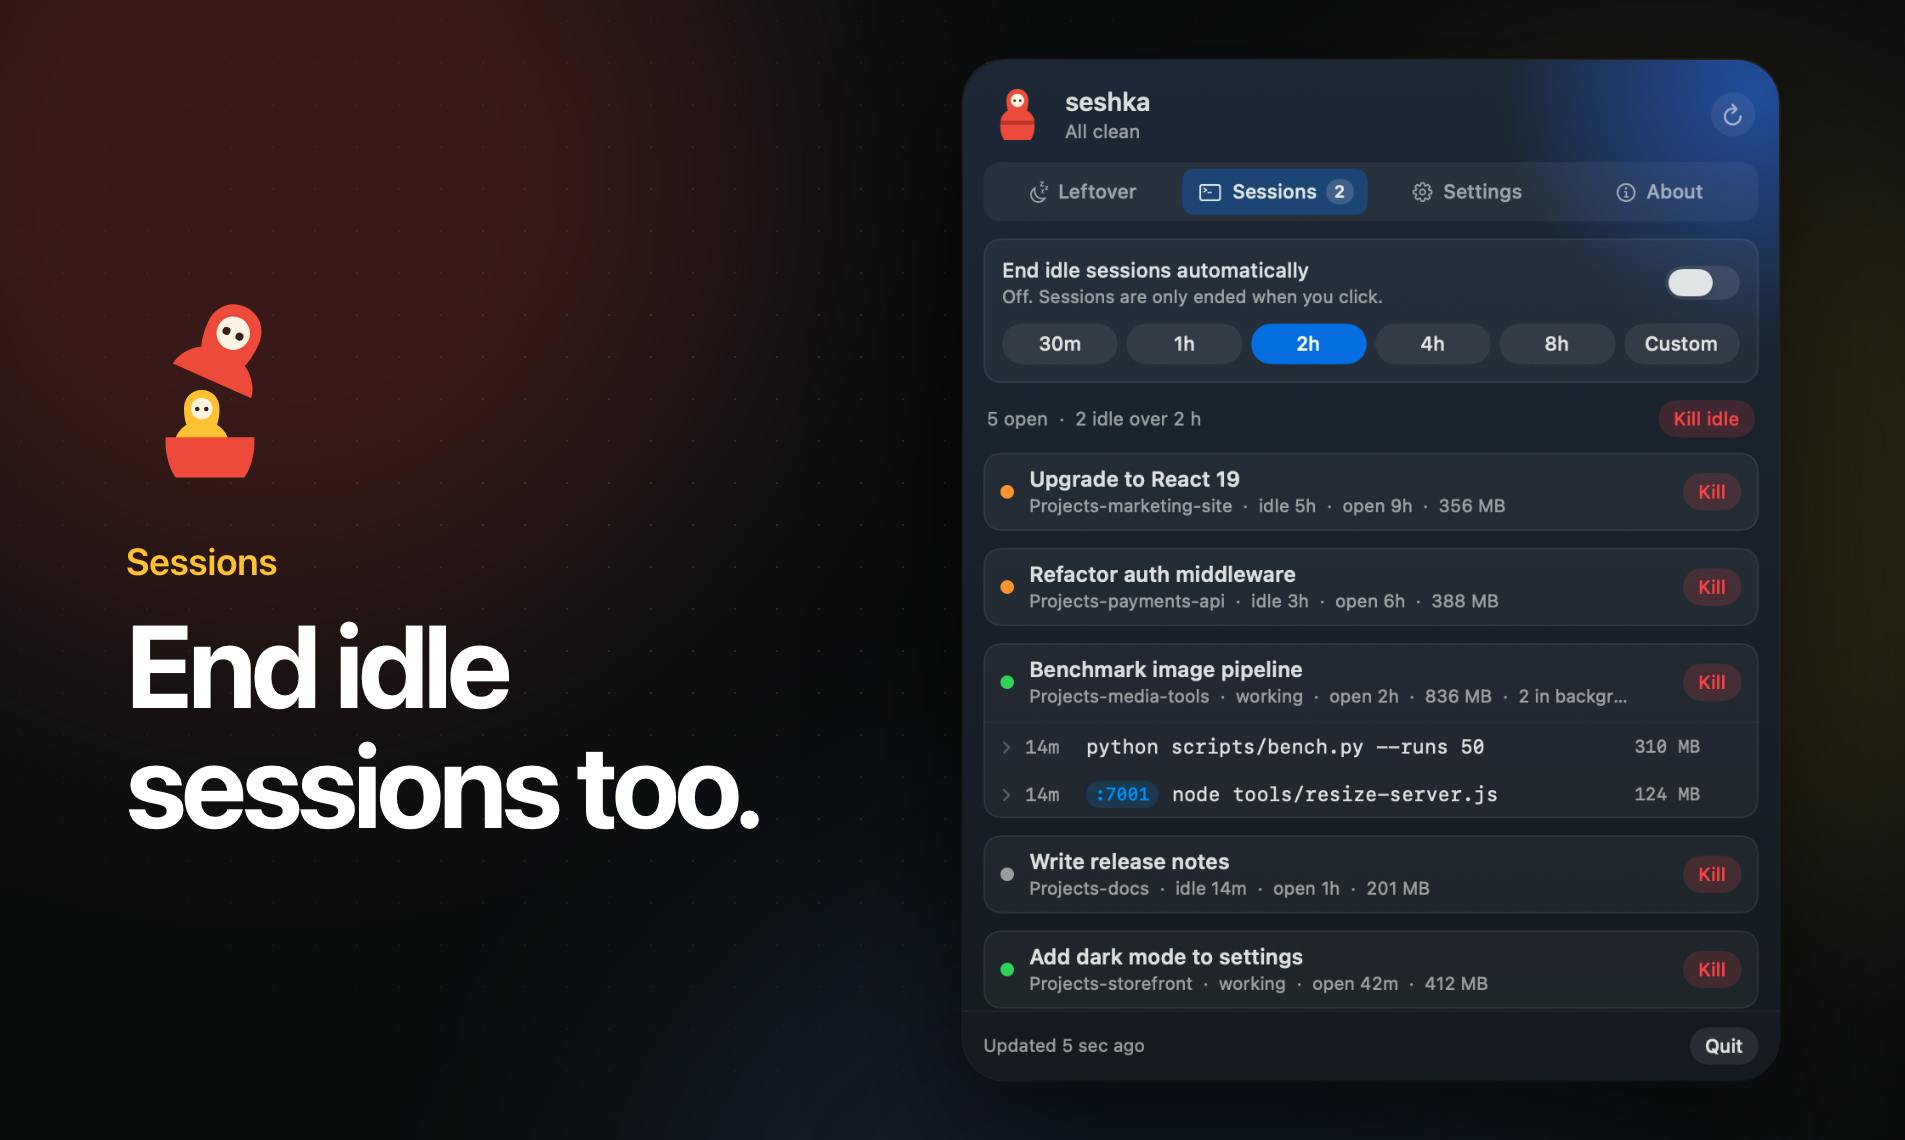 Sessions
End idle
sessions too.
seshka
All clean
Leftover
Sessions 2
Settings
About
End idle sessions automatically
Off. Sessions are only ended when you click.
30m 1h 2h 4h 8h Custom
5 open · 2 idle over 2 h
Kill idle
Upgrade to React 19
Projects-marketing-site · idle 5h · open 9h · 356 MB
Kill
Refactor auth middleware
Projects-payments-api · idle 3h · open 6h · 388 MB
Kill
Benchmark image pipeline
Projects-media-tools · working · open 2h · 836 MB · 2 in backgr...
Kill
14m python scripts/bench.py --runs 50 310 MB
14m :7001 node tools/resize-server.js 124 MB
Write release notes
Projects-docs · idle 14m · open 1h · 201 MB
Kill
Add dark mode to settings
Projects-storefront · working · open 42m · 412 MB
Kill
Updated 5 sec ago
Quit